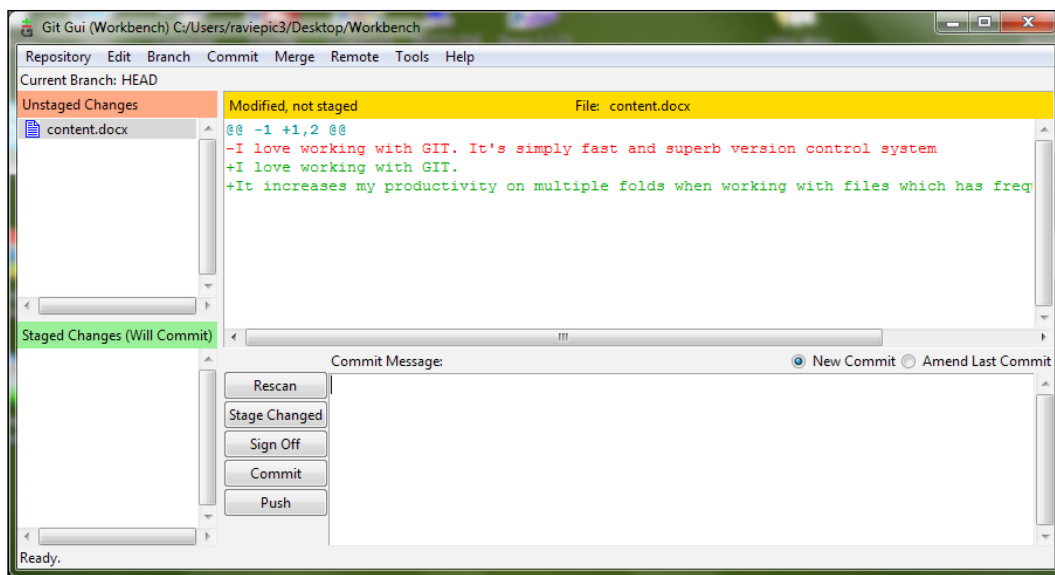 Git Gui (Workbench) C:/Users/raviepic3/Desktop/Workbench
Repository Edit Branch Commit Merge Remote Tools Help
Current Branch: HEAD
Unstaged Changes
content.docx
Modified, not staged File: content.docx
@@ -1 +1,2 @@
-I love working with GIT. It's simply fast and superb version control system
+I love working with GIT.
+It increases my productivity on multiple folds when working with files which has
Staged Changes (Will Commit)
Commit Message:
New Commit Amend Last Commit
Rescan
Stage Changed
Sign Off
Commit
Push
Ready.